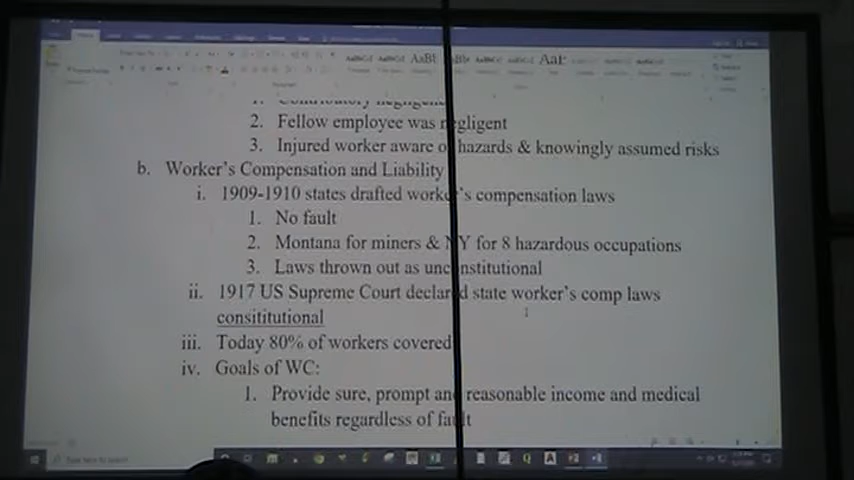 1. Contributory negligence
2. Fellow employee was negligent
3. Injured worker aware of hazards & knowingly assumed risks
b. Worker's Compensation and Liability
i. 1909-1910 states drafted worker's compensation laws
1. No fault
2. Montana for miners & NY for 8 hazardous occupations
3. Laws thrown out as unconstitutional
ii. 1917 US Supreme Court declared state worker's comp laws
consititutional
iii. Today 80% of workers covered
iv. Goals of WC:
1. Provide sure, prompt and reasonable income and medical
benefits regardless of fault